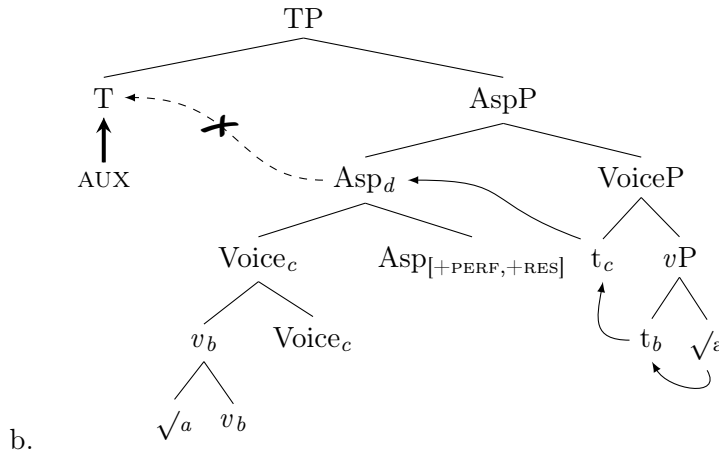 TP
T AspP
AUX Asp_d VoiceP
Voice_c Asp_[+PERF,+RES] t_c vP
v_b Voice_c t_b √a
√a v_b
b.